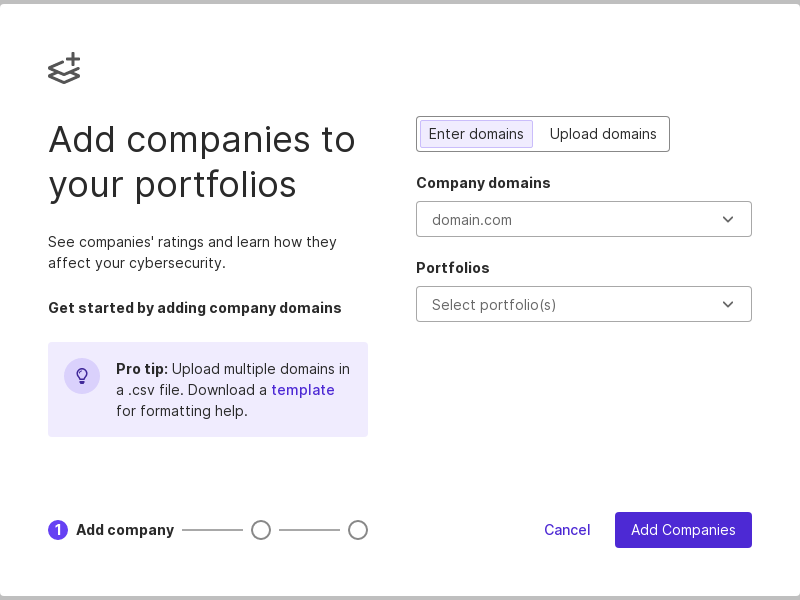 Add companies to
your portfolios
See companies' ratings and learn how they
affect your cybersecurity.
Get started by adding company domains
Pro tip: Upload multiple domains in
a .csv file. Download a template
for formatting help.
1 Add company
Enter domains Upload domains
Company domains
domain.com
Portfolios
Select portfolio(s)
Cancel Add Companies